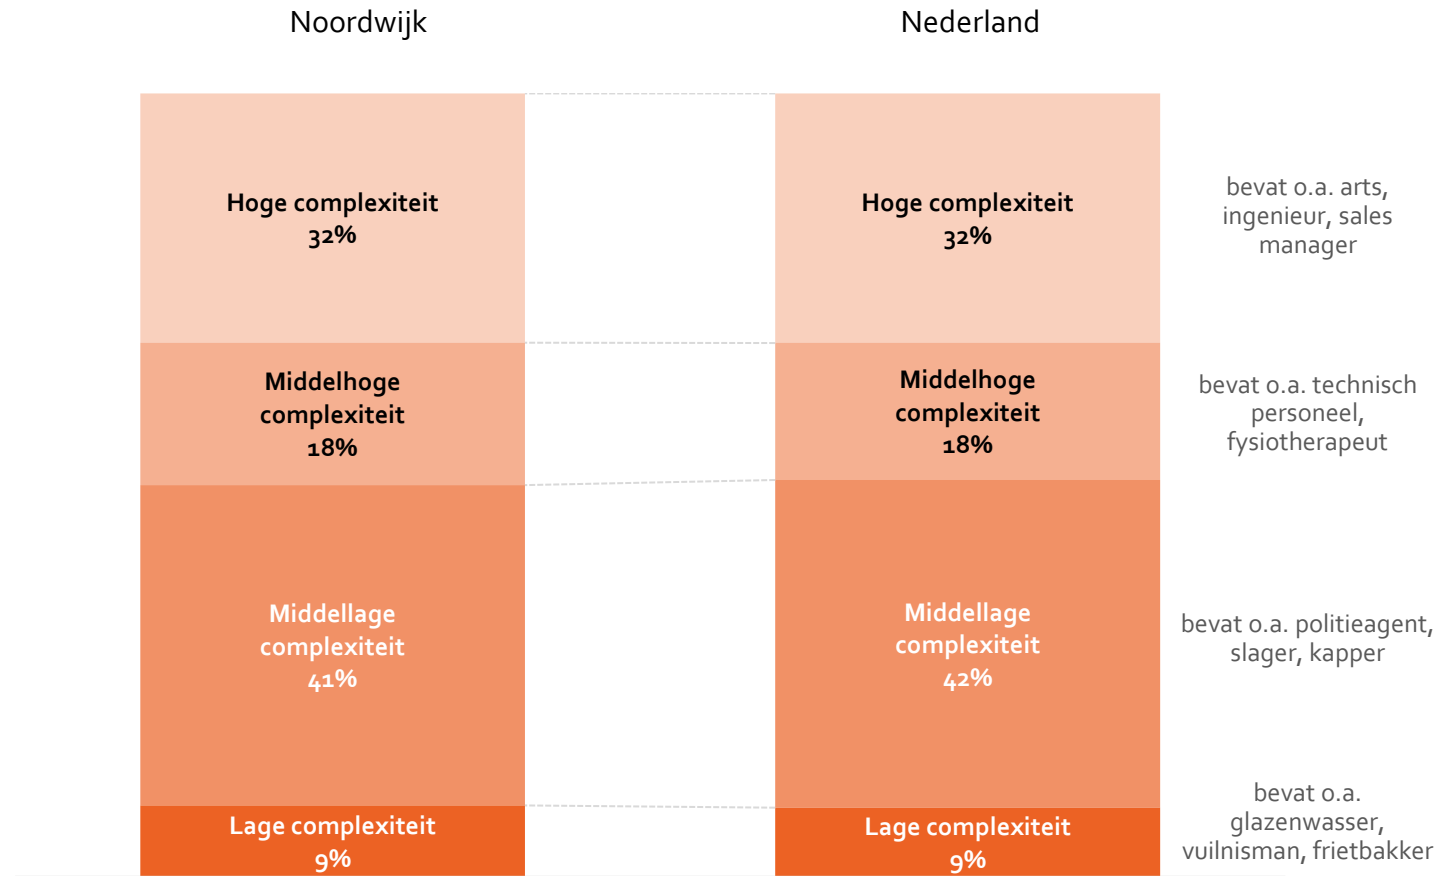 Noordwijk
Nederland
Hoge complexiteit
32%
Hoge complexiteit
32%
bevat o.a. arts,
ingenieur, sales
manager
Middelhoge
complexiteit
18%
Middelhoge
complexiteit
18%
bevat o.a. technisch
personeel,
fysiotherapeut
Middellage
complexiteit
41%
Middellage
complexiteit
42%
bevat o.a. politieagent,
slager, kapper
Lage complexiteit
9%
Lage complexiteit
9%
bevat o.a.
glazenwasser,
vuilnisman, frietbakker